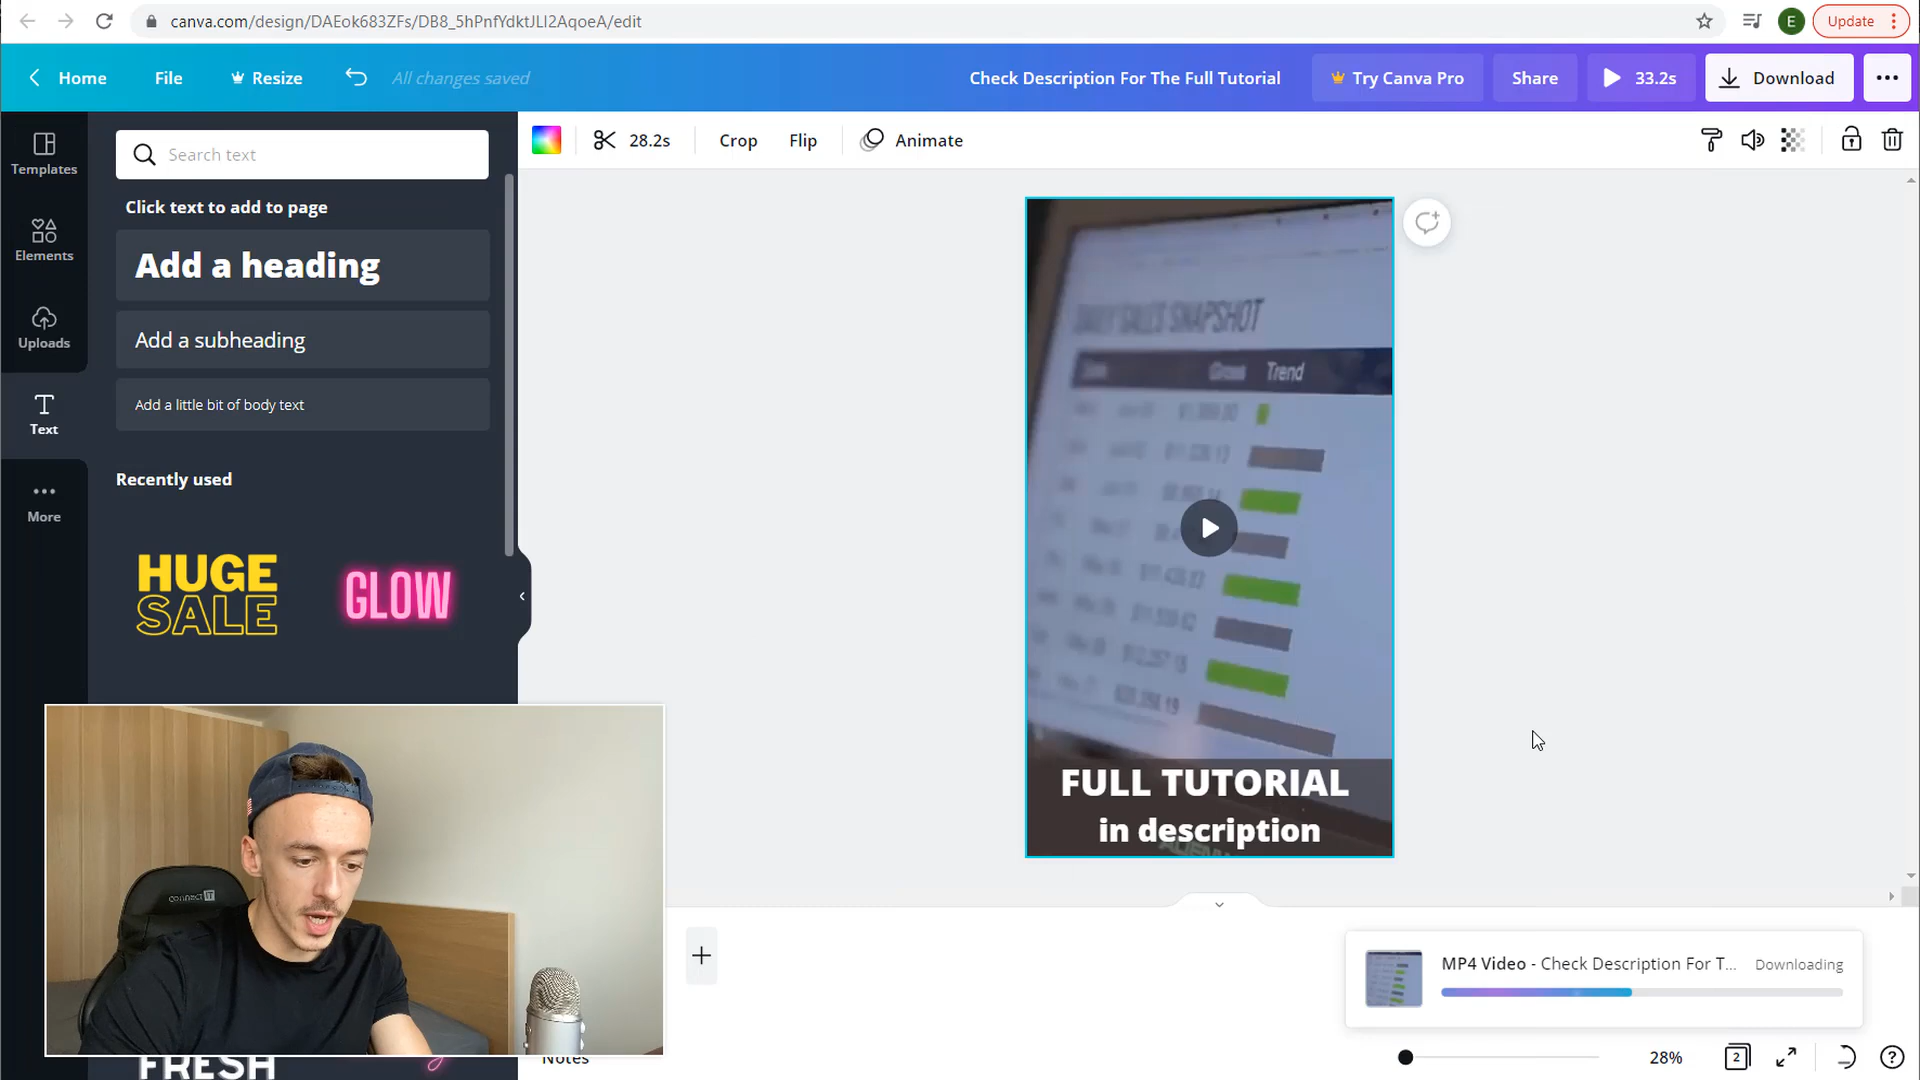 canva.com/design/DAEok683ZFs/DB8_5hPnfYdktJLI2AqoeA/edit
E
Update
Home
File
Resize
All changes saved
Check Description For The Full Tutorial
Try Canva Pro
Share
33.2s
Download
Templates
Elements
Uploads
Text
More
Search text
Click text to add to page
Add a heading
Add a subheading
Add a little bit of body text
Recently used
HUGE
SALE
GLOW
FRESH
28.2s
Crop
Flip
Animate
DAILY SALES SNAPSHOT
Gross Trend
FULL TUTORIAL
in description
connect IT
MP4 Video - Check Description For T...
Downloading
Notes
28%
2
?